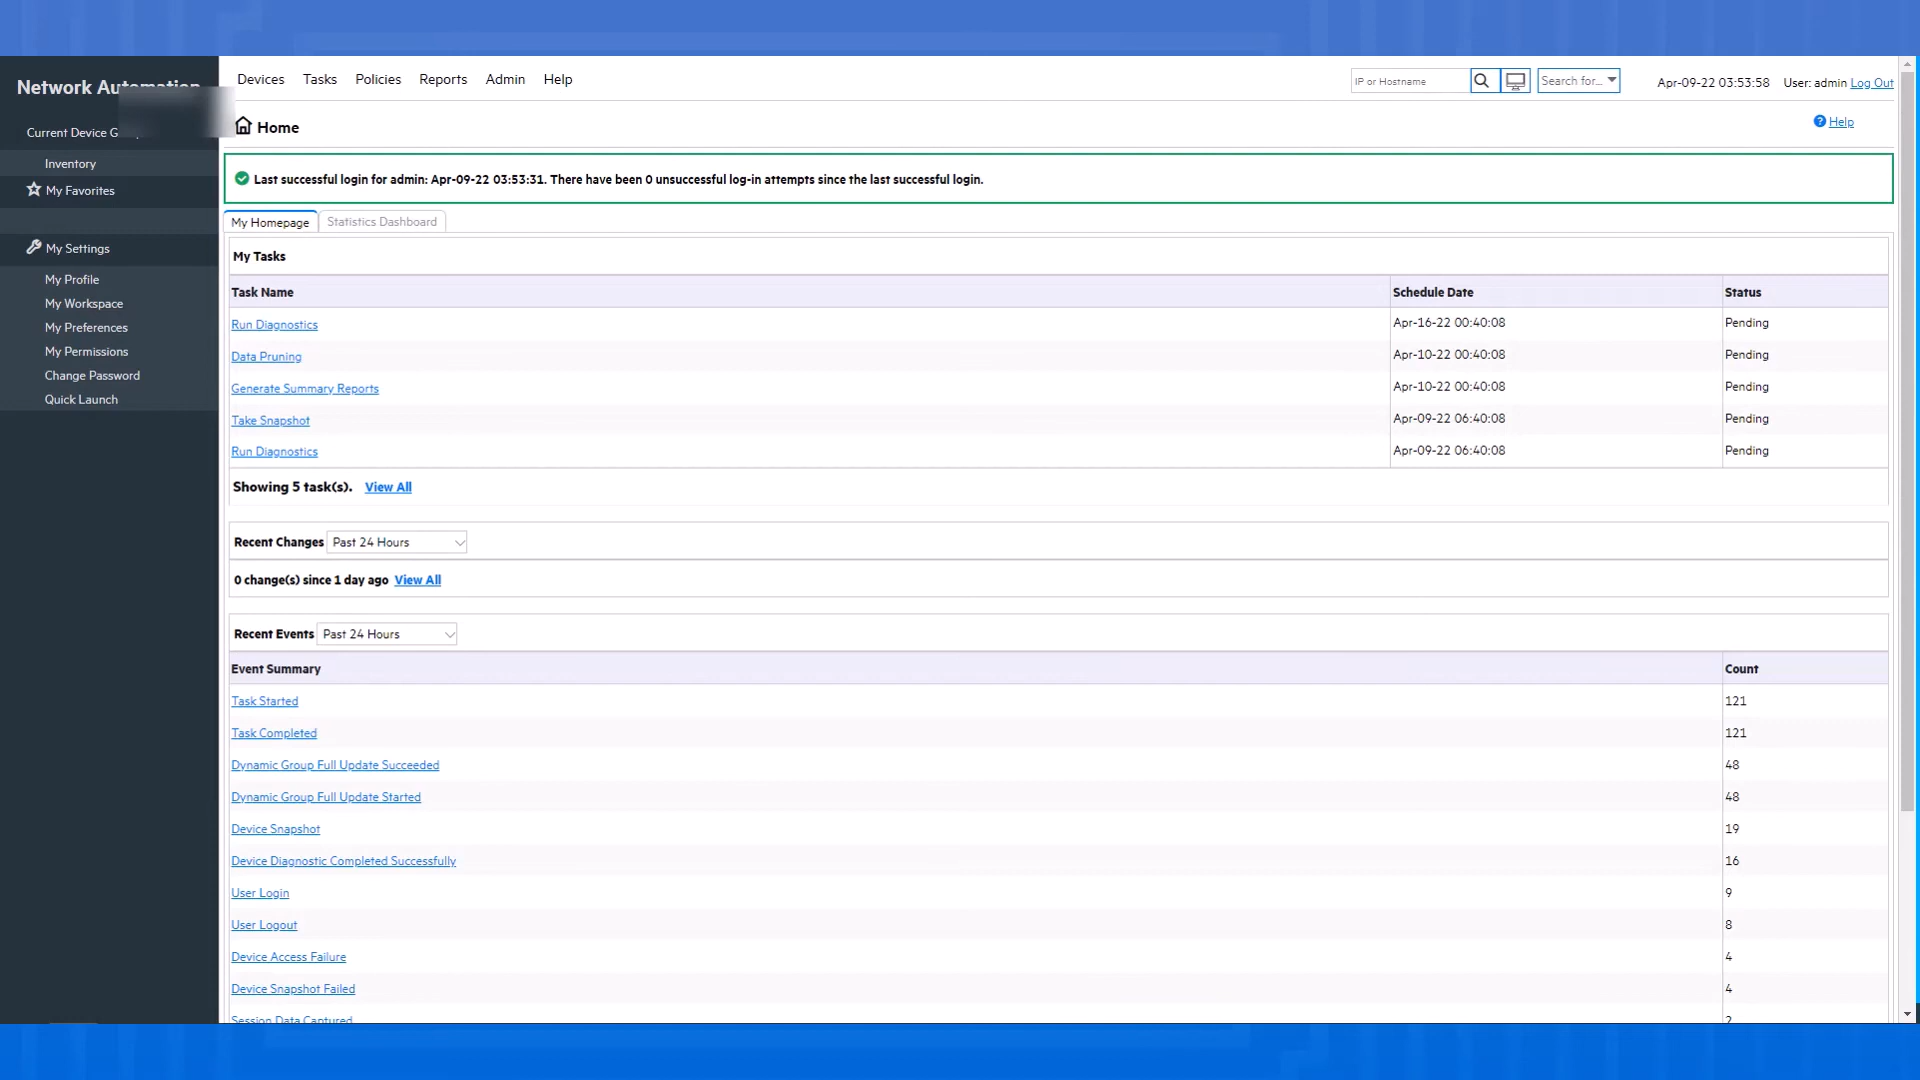 Network Automation
Devices Tasks Policies Reports Admin Help
IP or Hostname
Search for...
Apr-09-22 03:53:58 User: admin Log Out
Current Device
Inventory
My Favorites
My Settings
My Profile
My Workspace
My Preferences
My Permissions
Change Password
Quick Launch
Home
Help
Last successful login for admin: Apr-09-22 03:53:31. There have been 0 unsuccessful log-in attempts since the last successful login.
My Homepage Statistics Dashboard
My Tasks
Task Name Schedule Date Status
Run Diagnostics Apr-16-22 00:40:08 Pending
Data Pruning Apr-10-22 00:40:08 Pending
Generate Summary Reports Apr-10-22 00:40:08 Pending
Take Snapshot Apr-09-22 06:40:08 Pending
Run Diagnostics Apr-09-22 06:40:08 Pending
Showing 5 task(s). View All
Recent Changes Past 24 Hours
0 change(s) since 1 day ago View All
Recent Events Past 24 Hours
Event Summary Count
Task Started 121
Task Completed 121
Dynamic Group Full Update Succeeded 48
Dynamic Group Full Update Started 48
Device Snapshot 19
Device Diagnostic Completed Successfully 16
User Login 9
User Logout 8
Device Access Failure 4
Device Snapshot Failed 4
Session Data Captured 2